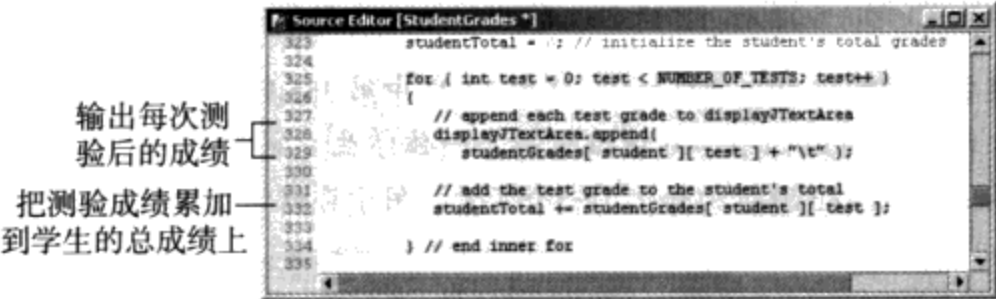 Source Editor [StudentGrades *]
323 studentTotal = ; // initialize the student's total grades
324
325 for ( int test = 0; test < NUMBER_OF_TESTS; test++ )
326 {
327 // append each test grade to displayJTextArea
328 displayJTextArea.append(
329 studentGrades[ student ][ test ] + "\t" );
330
331 // add the test grade to the student's total
332 studentTotal += studentGrades[ student ][ test ];
333
334 } // end inner for
335
输出每次测
验后的成绩
把测验成绩累加
到学生的总成绩上